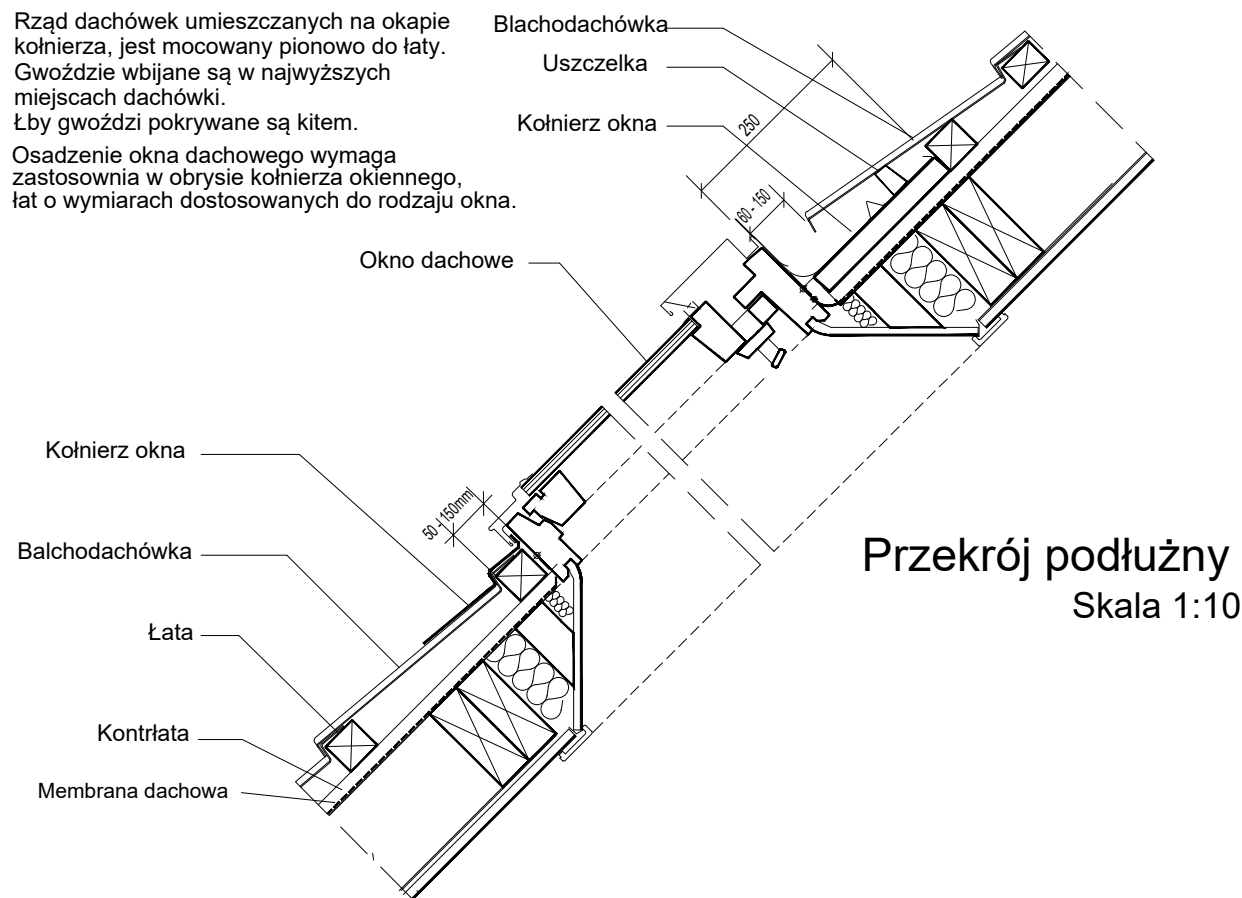 Rząd dachówek umieszczanych na okapie
kołnierza, jest mocowany pionowo do łaty.
Gwoździe wbijane są w najwyższych
miejscach dachówki.
Łby gwoździ pokrywane są kitem.
Osadzenie okna dachowego wymaga
zastosownia w obrysie kołnierza okiennego,
łat o wymiarach dostosowanych do rodzaju okna.
Blachodachówka
Uszczelka
Kołnierz okna
250
60 - 150
Okno dachowe
Kołnierz okna
50 - 150mm
Balchodachówka
Łata
Kontrłata
Membrana dachowa
Przekrój podłużny
Skala 1:10